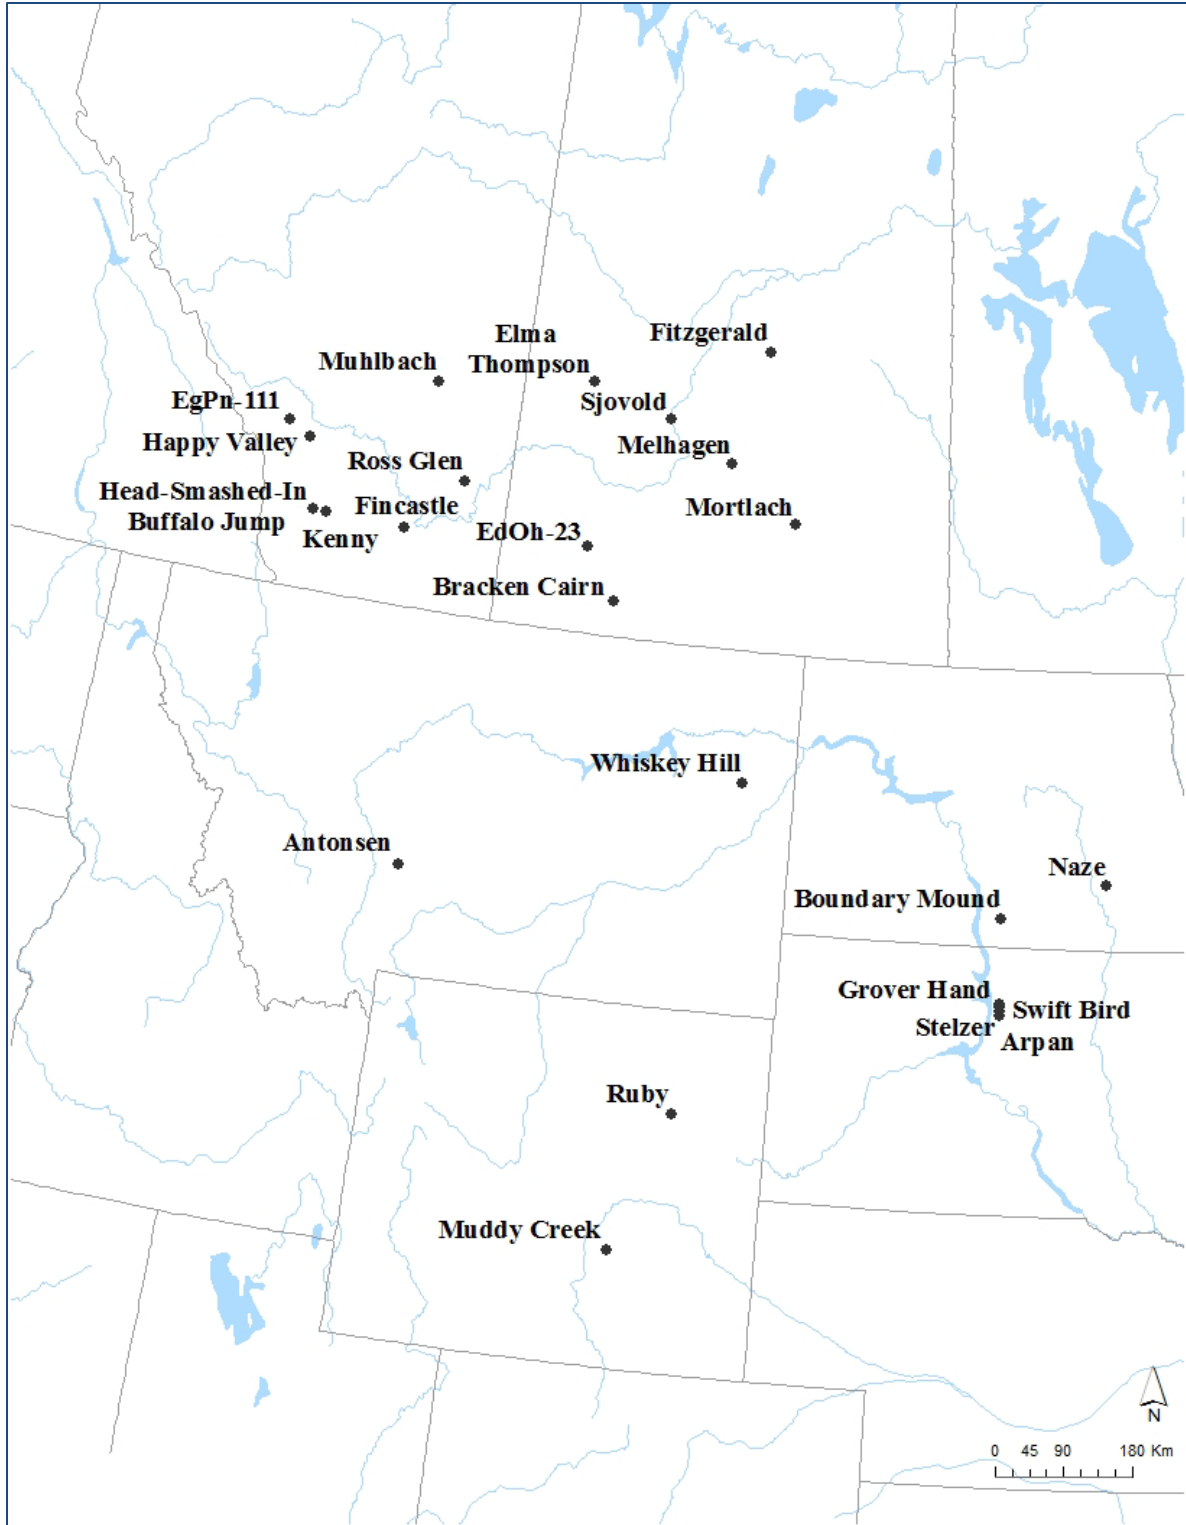 Fitzgerald
Elma
Thompson
Muhlbach
EgPn-111
Sjovold
Happy Valley
Melhagen
Ross Glen
Head-Smashed-In
Buffalo Jump
Fincastle
Mortlach
Kenny
EdOh-23
Bracken Cairn
Whiskey Hill
Antonsen
Naze
Boundary Mound
Grover Hand
Swift Bird
Stelzer
Arpan
Ruby
Muddy Creek
N
0 45 90 180 Km